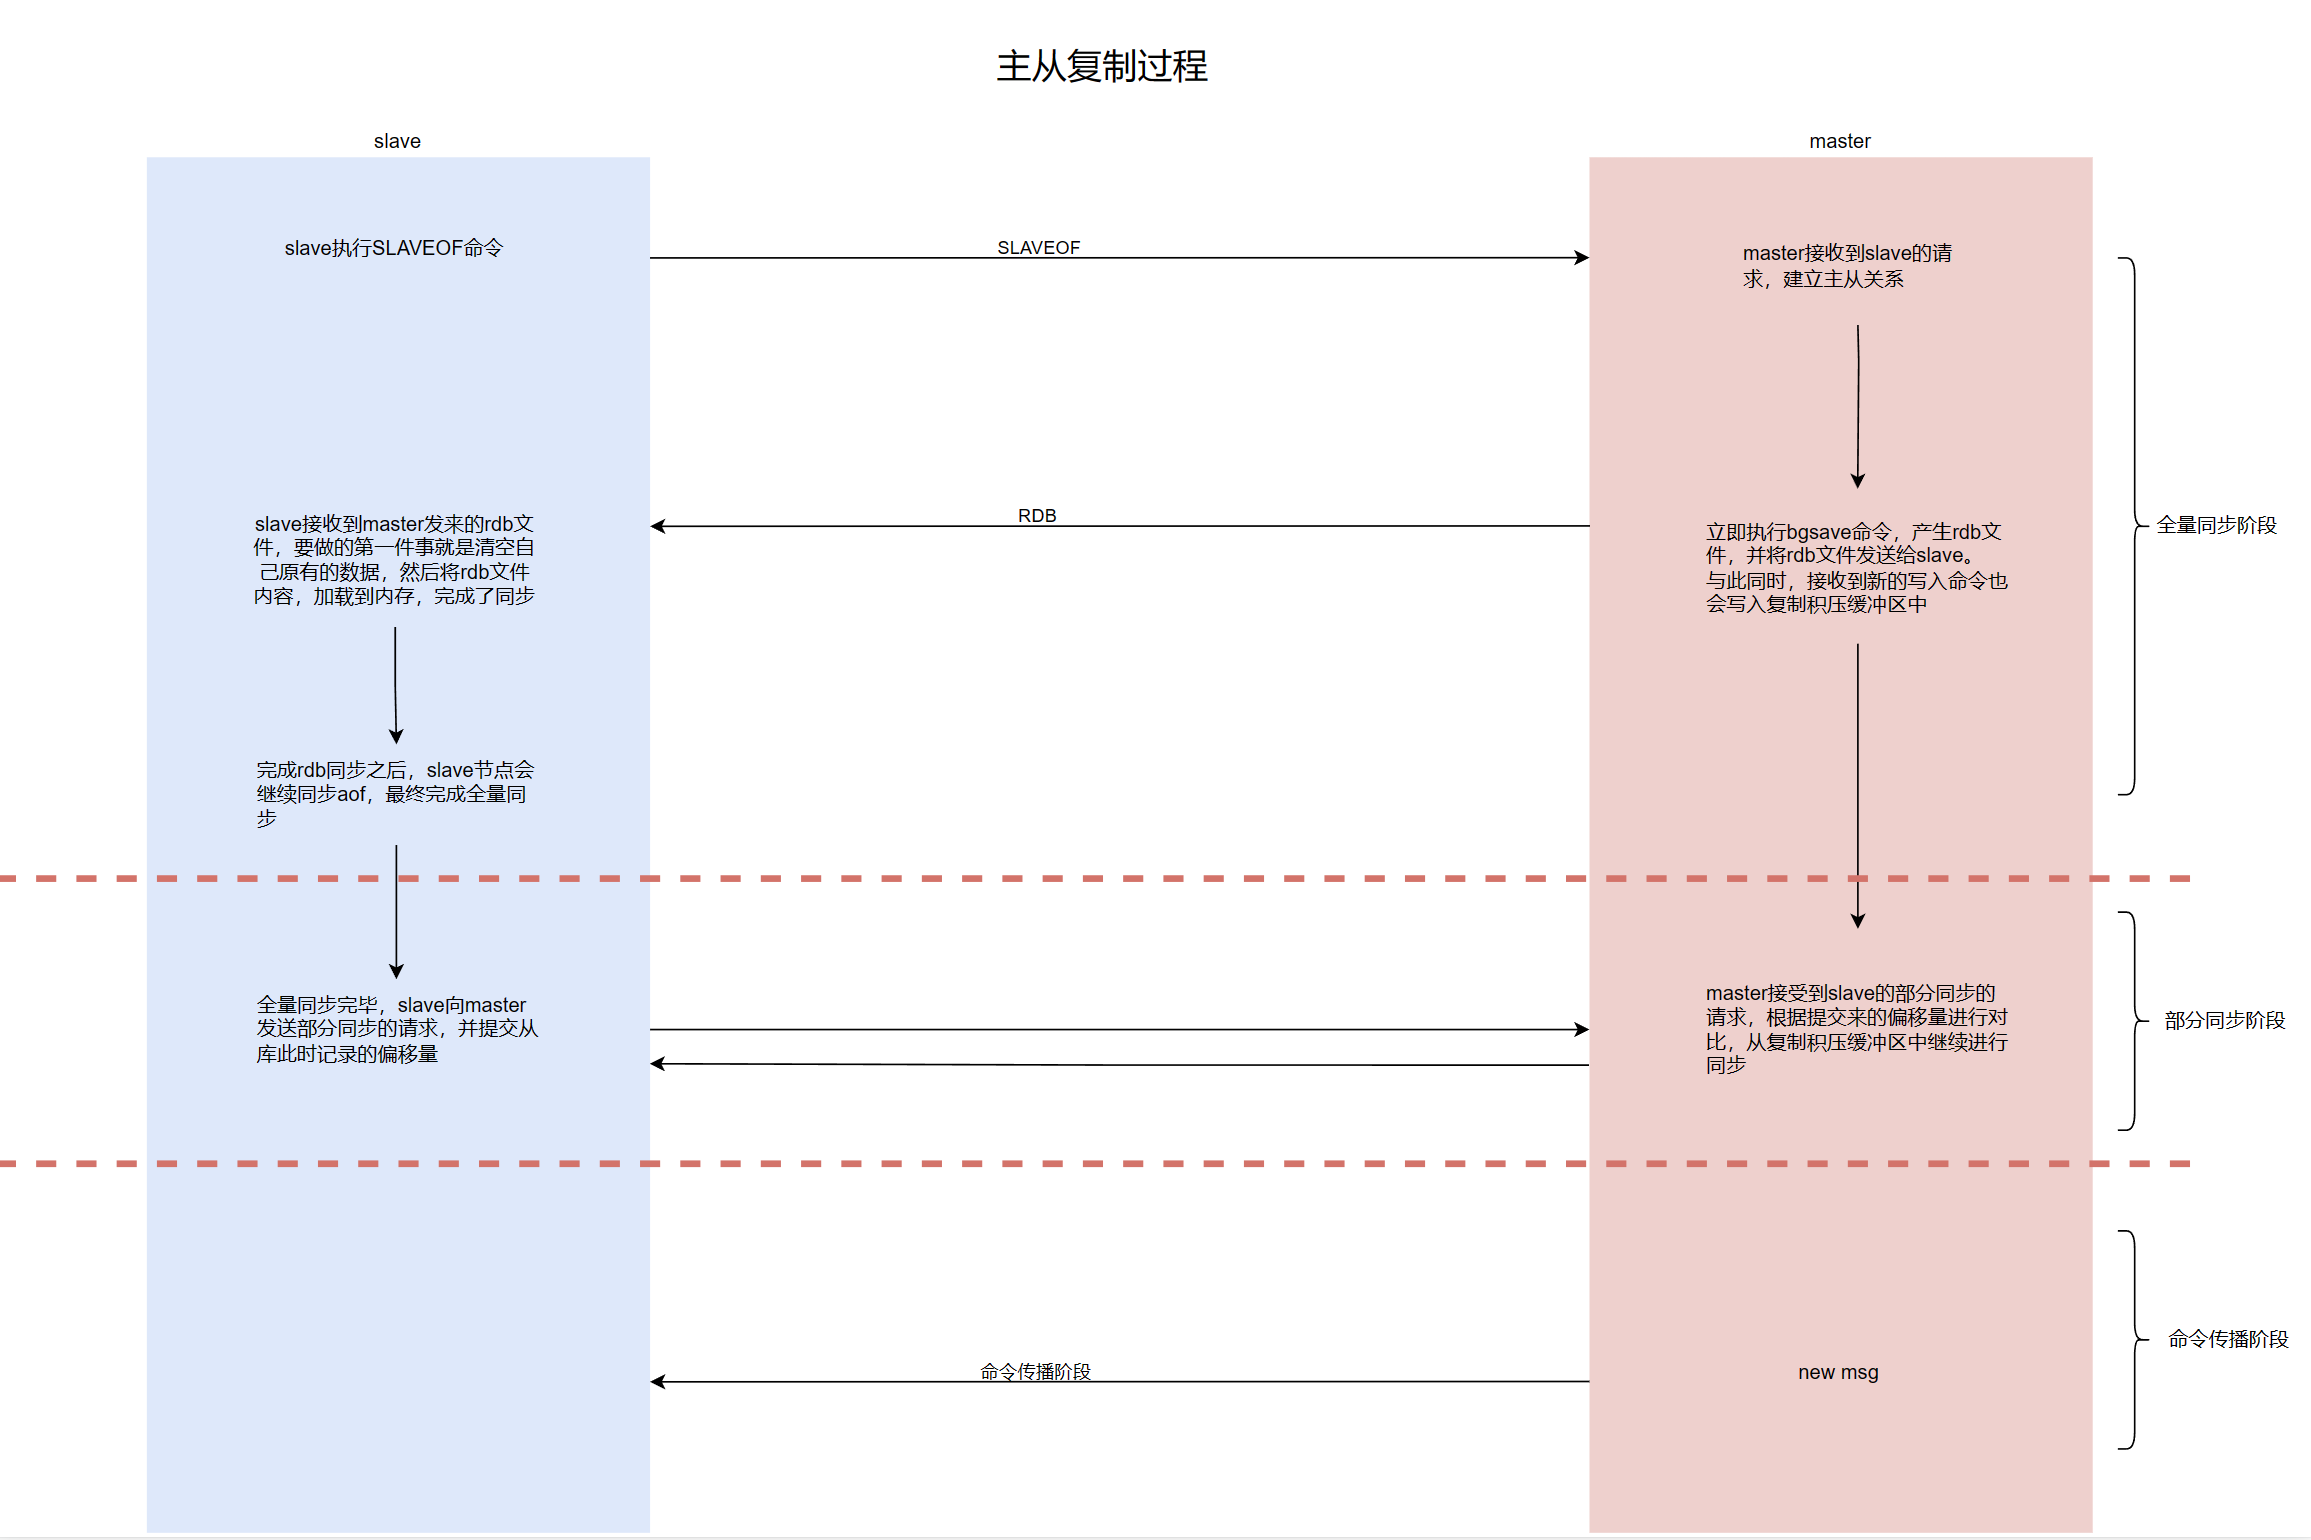 主从复制过程
slave
master
slave执行SLAVEOF命令
SLAVEOF
master接收到slave的请
求，建立主从关系
slave接收到master发来的rdb文
件，要做的第一件事就是清空自
己原有的数据，然后将rdb文件
内容，加载到内存，完成了同步
RDB
立即执行bgsave命令，产生rdb文
件，并将rdb文件发送给slave。
与此同时，接收到新的写入命令也
会写入复制积压缓冲区中
全量同步阶段
完成rdb同步之后，slave节点会
继续同步aof，最终完成全量同
步
全量同步完毕，slave向master
发送部分同步的请求，并提交从
库此时记录的偏移量
master接受到slave的部分同步的
请求，根据提交来的偏移量进行对
比，从复制积压缓冲区中继续进行
同步
部分同步阶段
命令传播阶段
new msg
命令传播阶段